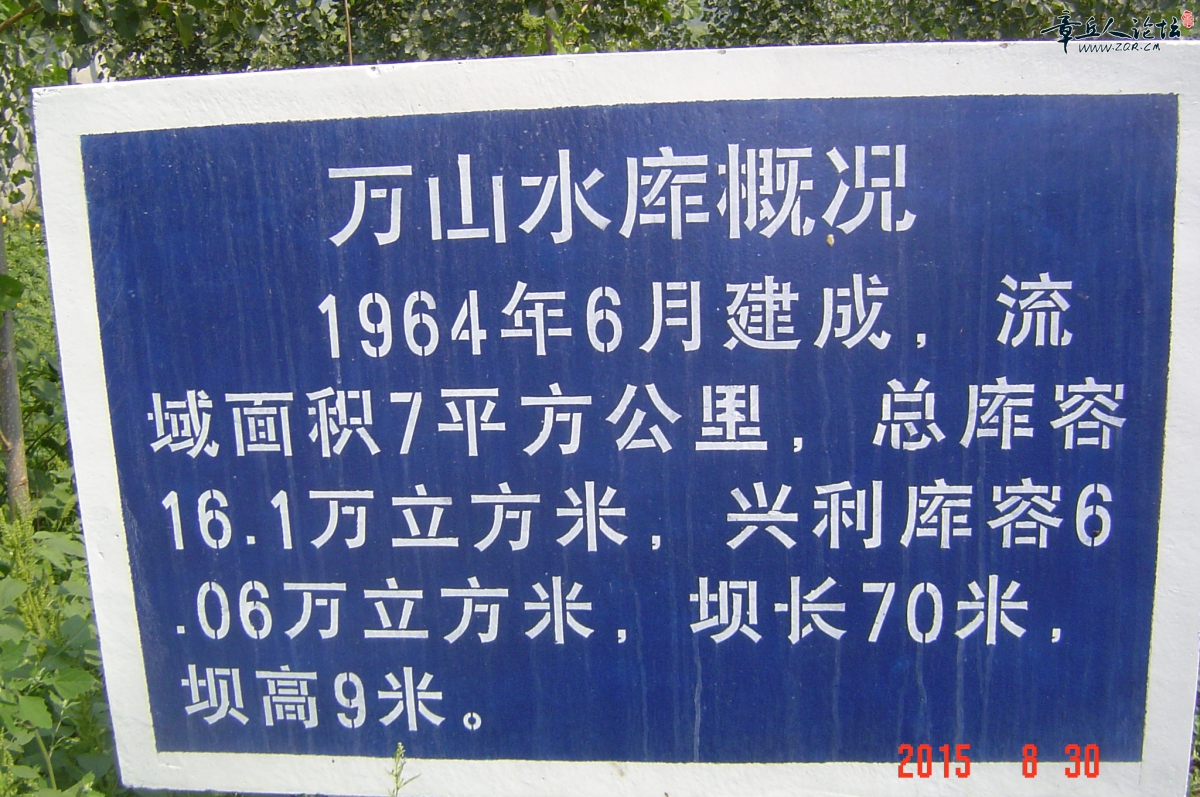 章丘人论坛
WWW.ZQR.CM
万山水库概况
1964年6月建成，流
域面积7平方公里，总库容
16.1万立方米，兴利库容6
.06万立方米，坝长70米，
坝高9米。
2015 8 30